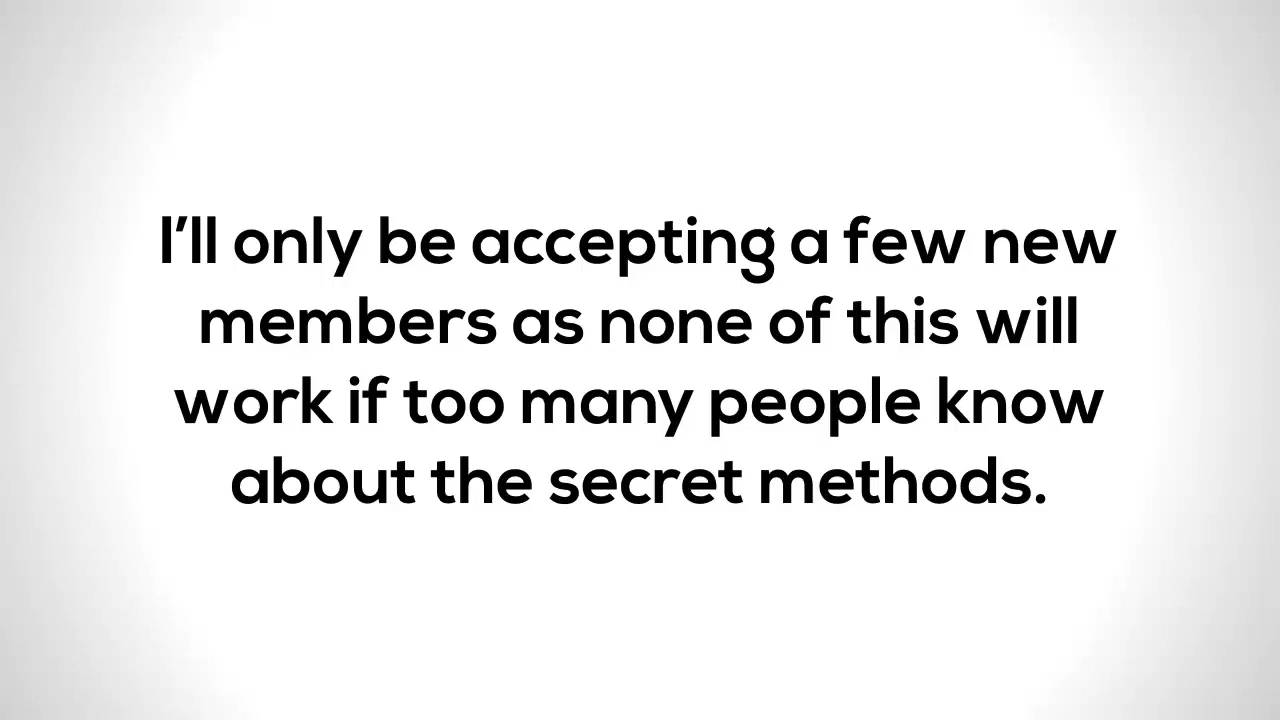 I’ll only be accepting a few new
members as none of this will
work if too many people know
about the secret methods.